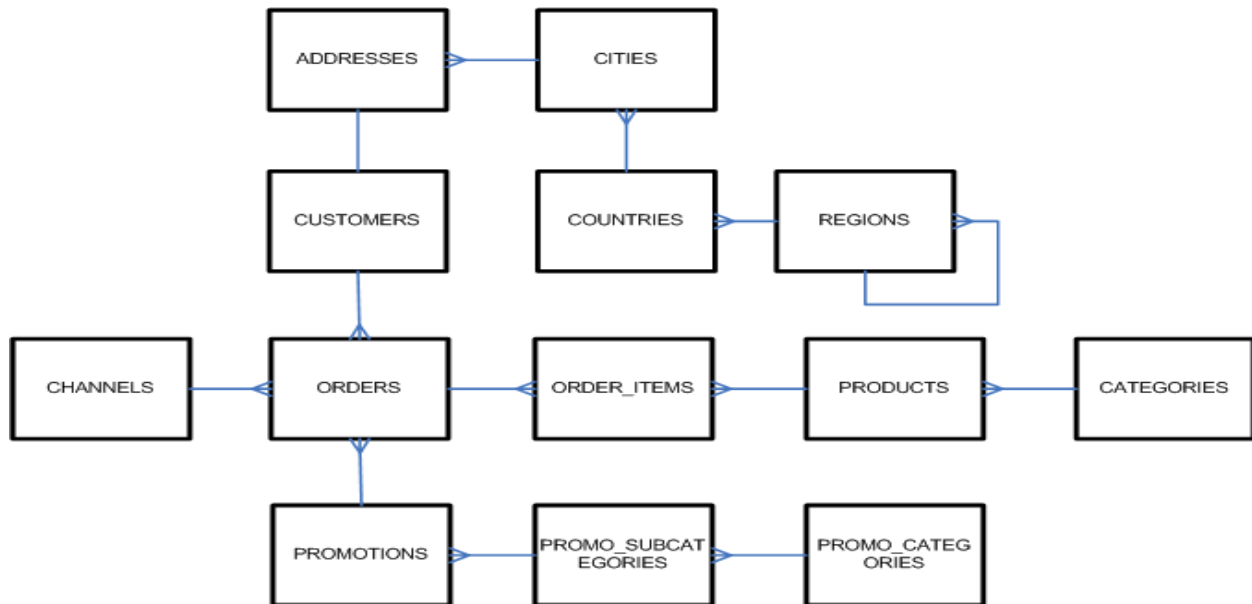 ADDRESSES
CITIES
CUSTOMERS
COUNTRIES
REGIONS
CHANNELS
ORDERS
ORDER_ITEMS
PRODUCTS
CATEGORIES
PROMOTIONS
PROMO_SUBCAT
EGORIES
PROMO_CATEG
ORIES